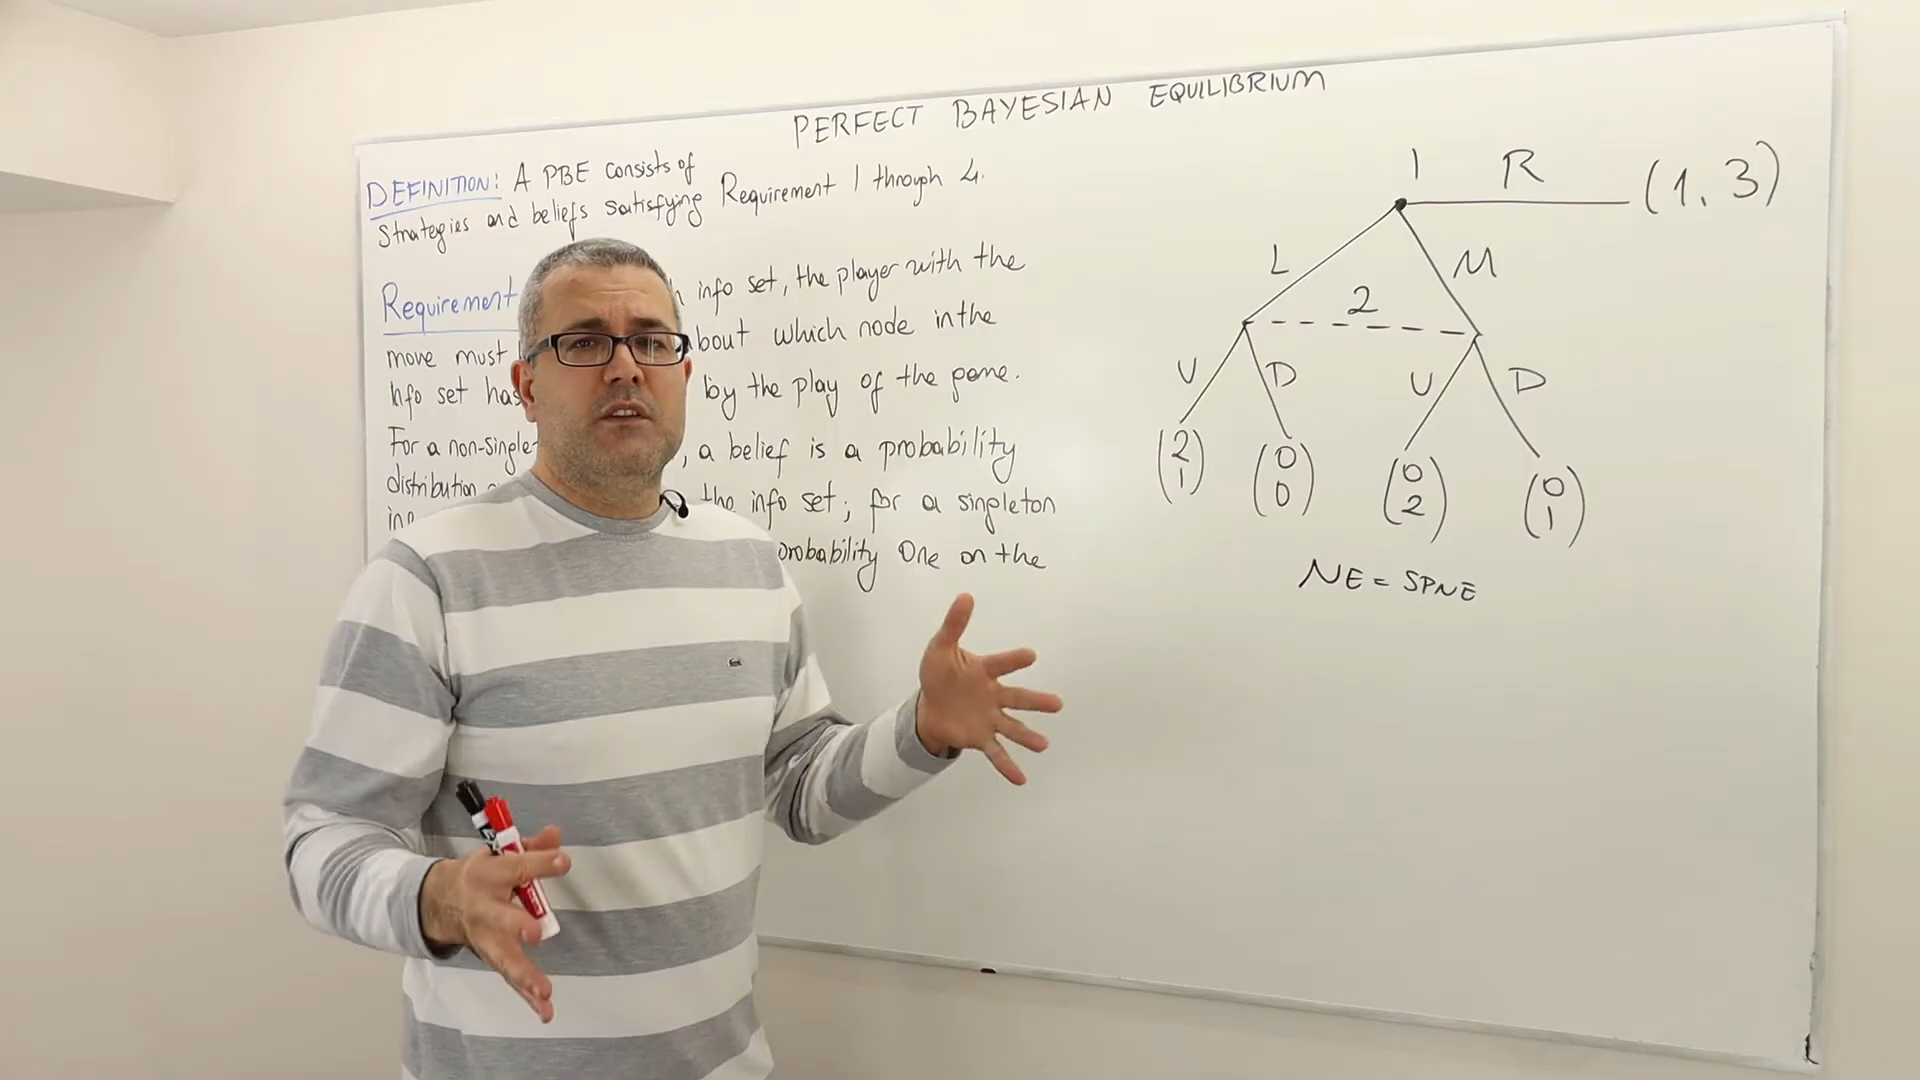 PERFECT BAYESIAN EQUILIBRIUM
DEFINITION: A PBE consists of
strategies and beliefs satisfying Requirement 1 through 4.
Requirement info set, the player with the
move must about which node in the
info set has by the play of the game.
For a non-single , a belief is a probability
distribution the info set; for a singleton
probability One on the
1 R (1, 3)
L M
2
U D U D
2 0 0 0
1 0 2 1
NE = SPNE